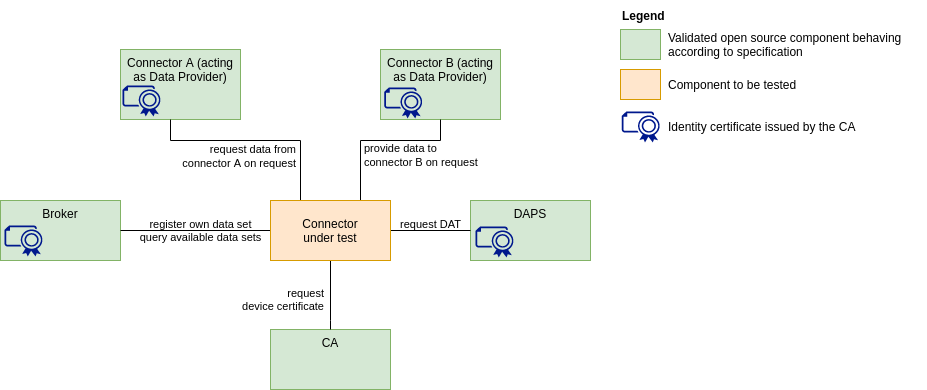 Legend
Validated open source component behaving
according to specification
Component to be tested
Identity certificate issued by the CA
Connector A (acting
as Data Provider)
Connector B (acting
as Data Provider)
request data from
connector A on request
provide data to
connector B on request
Broker
register own data set
query available data sets
Connector
under test
request DAT
DAPS
request
device certificate
CA